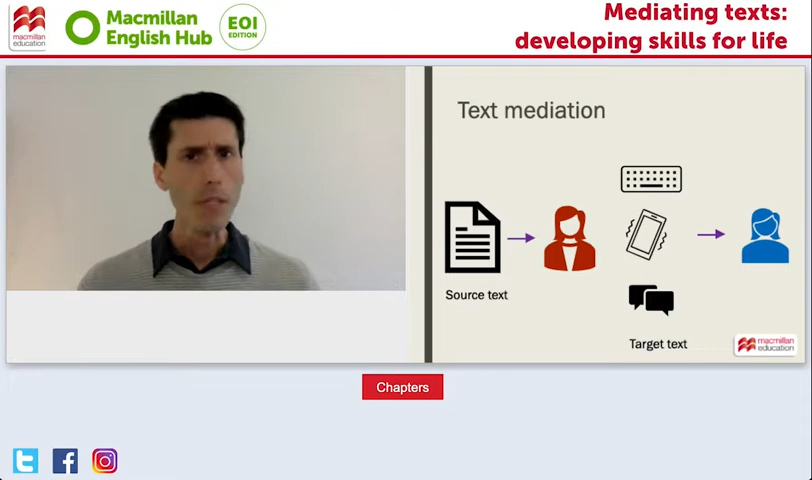 macmillan
education
Macmillan
English Hub
EOI
EDITION
Mediating texts:
developing skills for life
Text mediation
Source text
Target text
macmillan
education
Chapters